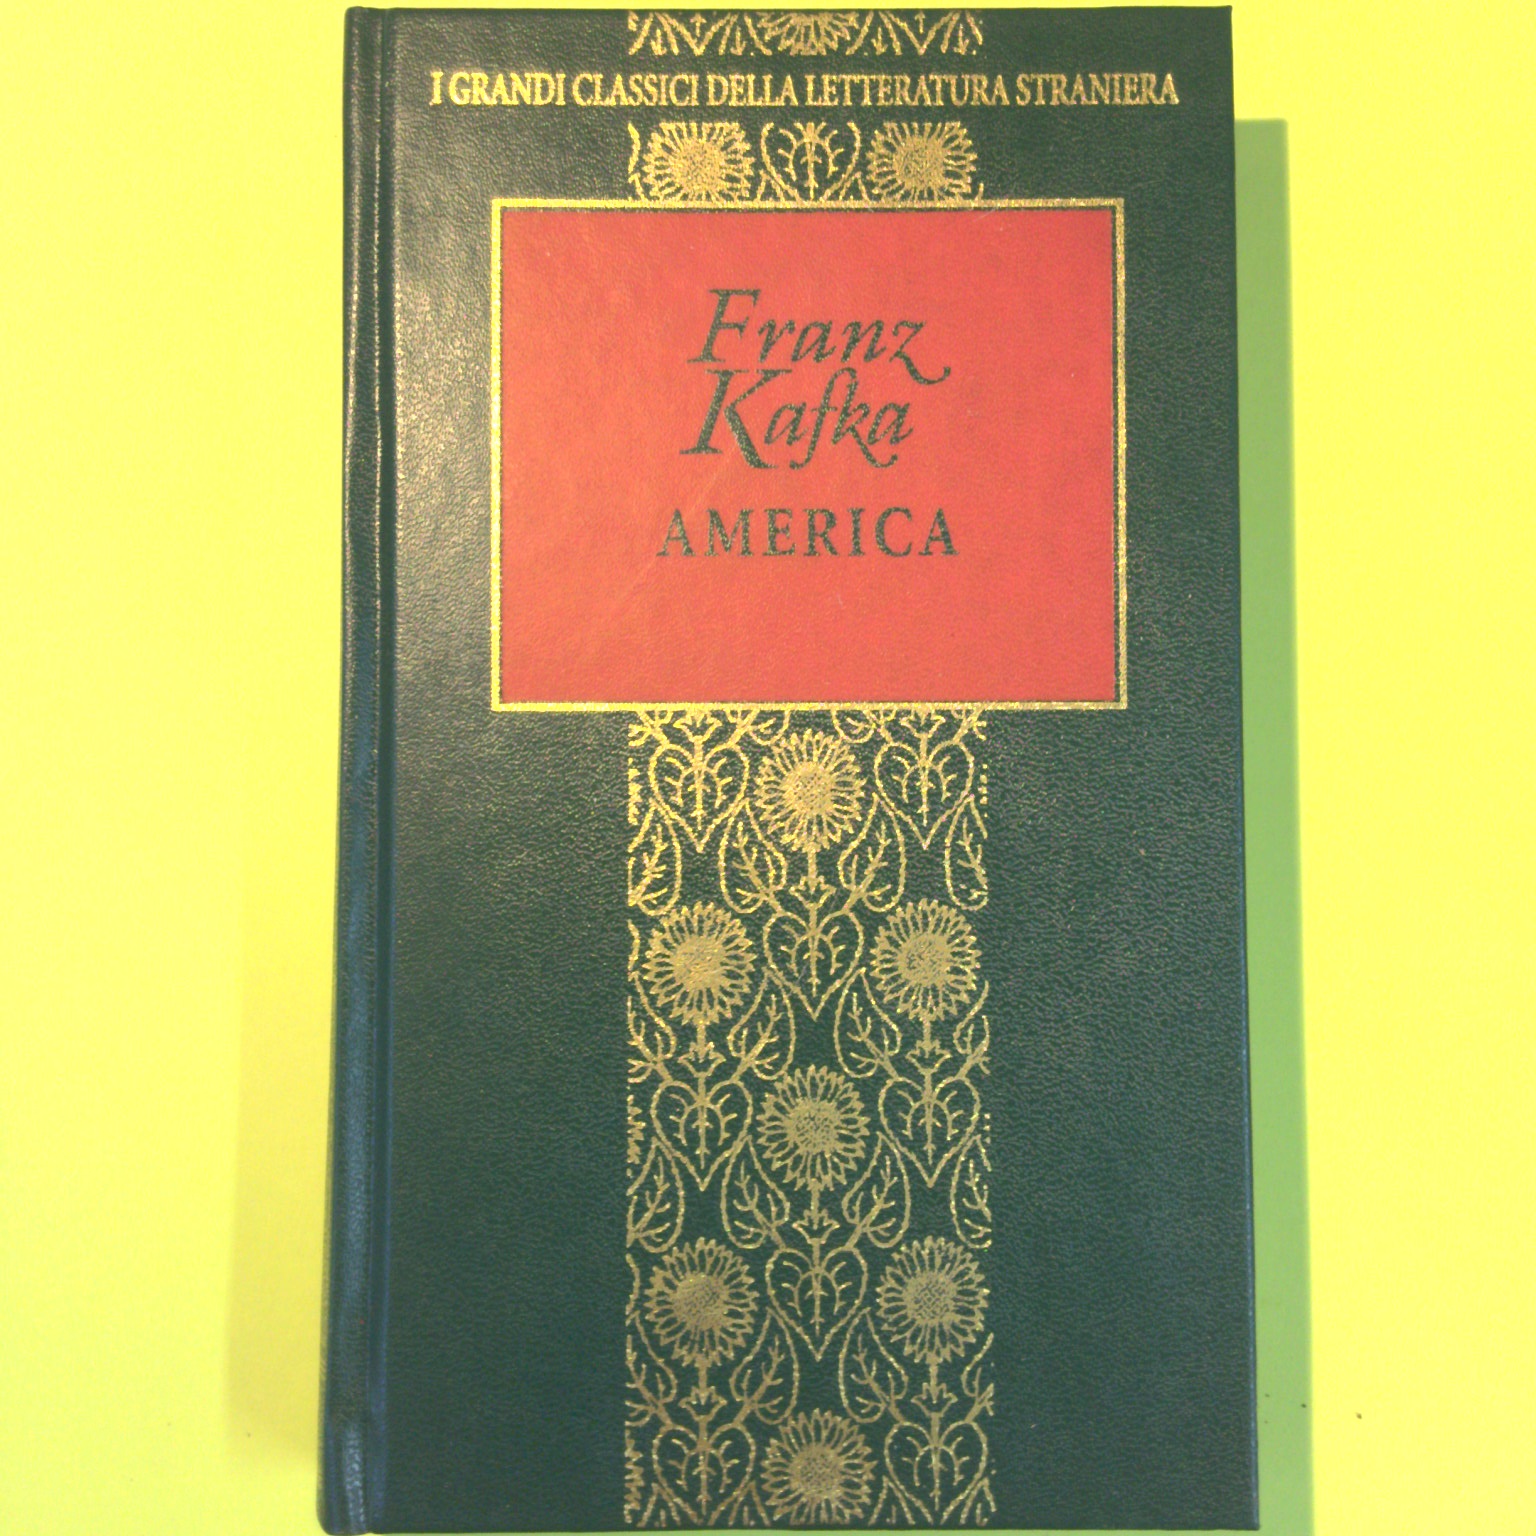 I GRANDI CLASSICI DELLA LETTERATURA STRANIERA
Franz
Kafka
AMERICA